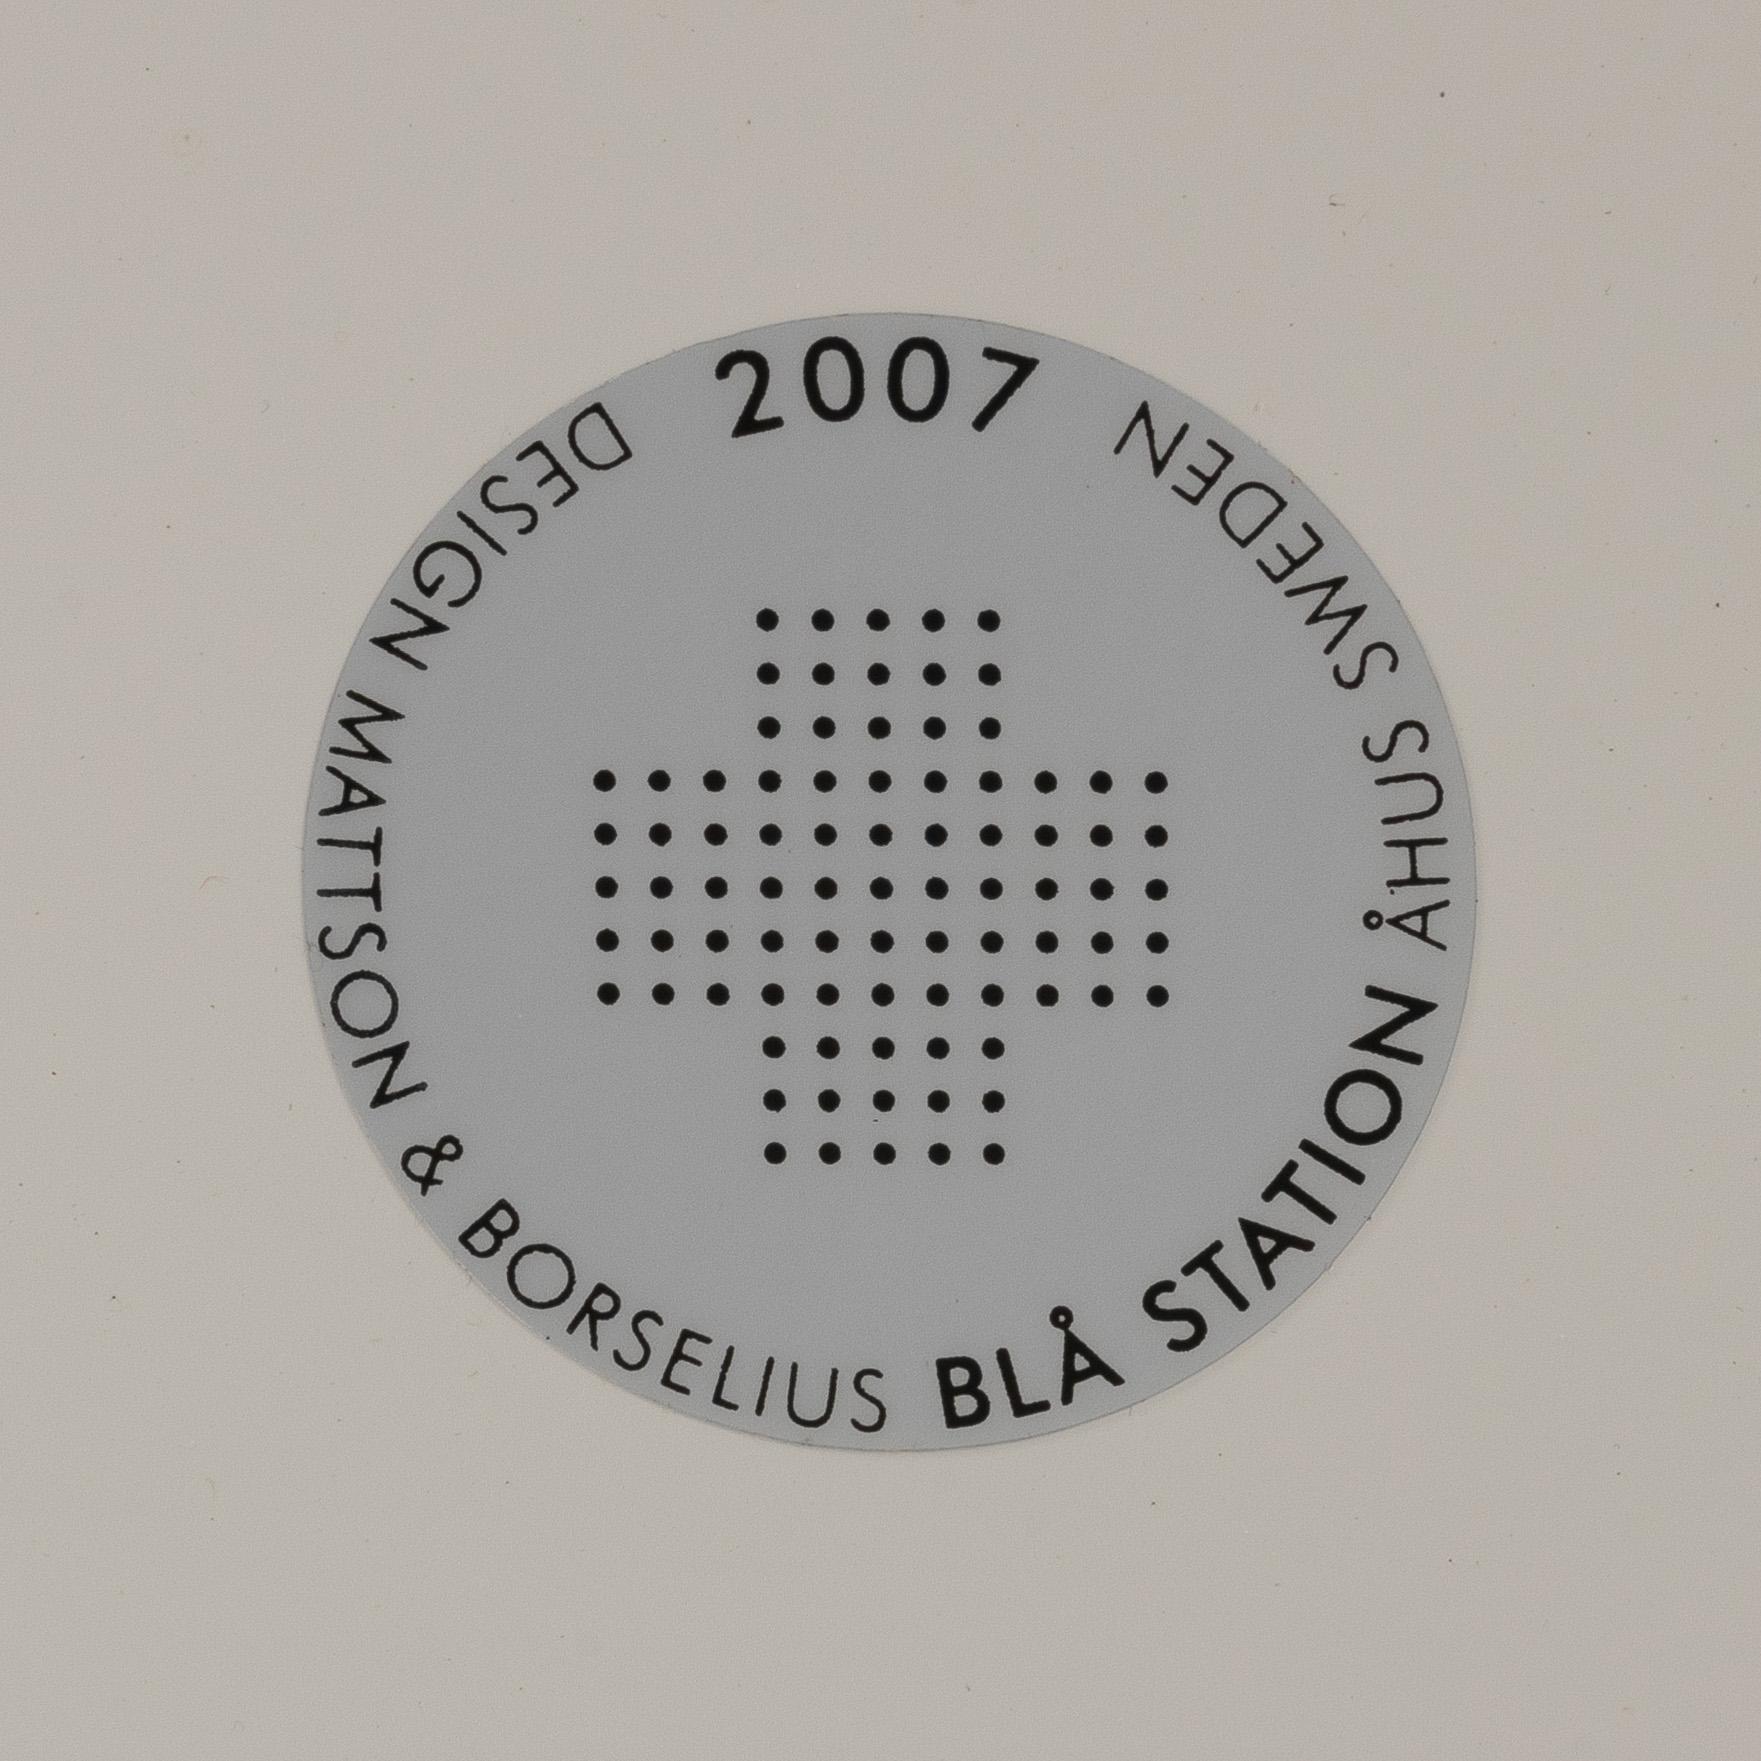 2007
DESIGN MATTSON & BORSELIUS BLÅ STATION ÅHUS SWEDEN